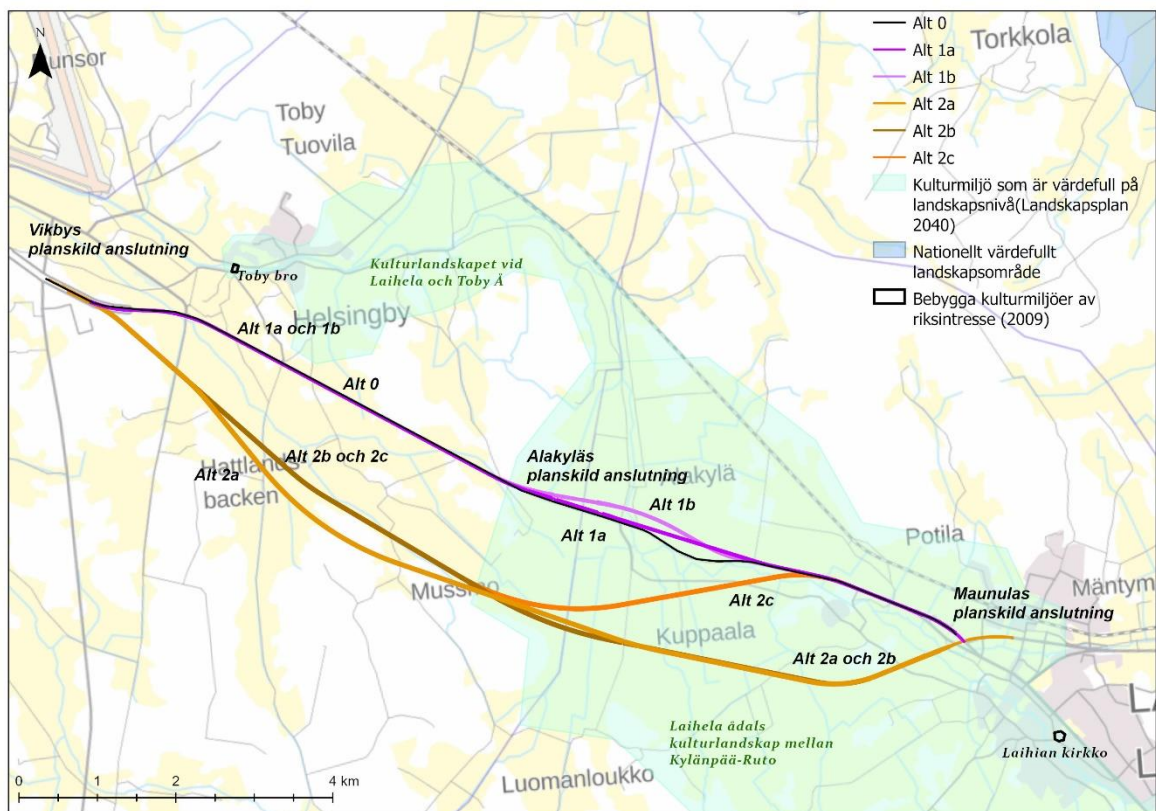 N
Torkkola
Toby
Tuovila
Vikbys
planskild anslutning
Toby bro
Kulturlandskapet vid
Laihela och Toby Å
Helsingby
Alt 1a och 1b
Alt 0
Alt 0
Alt 1a
Alt 1b
Alt 2a
Alt 2b
Alt 2c
Kulturmiljö som är värdefull på
landskapsnivå(Landskapsplan
2040)
Nationellt värdefullt
landskapsområde
Bebygga kulturmiljöer av
riksintresse (2009)
Alakyläs
planskild anslutning
Alakylä
Alt 2b och 2c
Hattlands-
backen
Alt 2a
Alt 1b
Alt 1a
Potila
Mussmo
Alt 2c
Maunulas
planskild anslutning
Kuppaala
Alt 2a och 2b
Laihela ådals
kulturlandskap mellan
Kylänpää-Ruto
Laihian kirkko
Luomanloukko
0 1 2 4 km